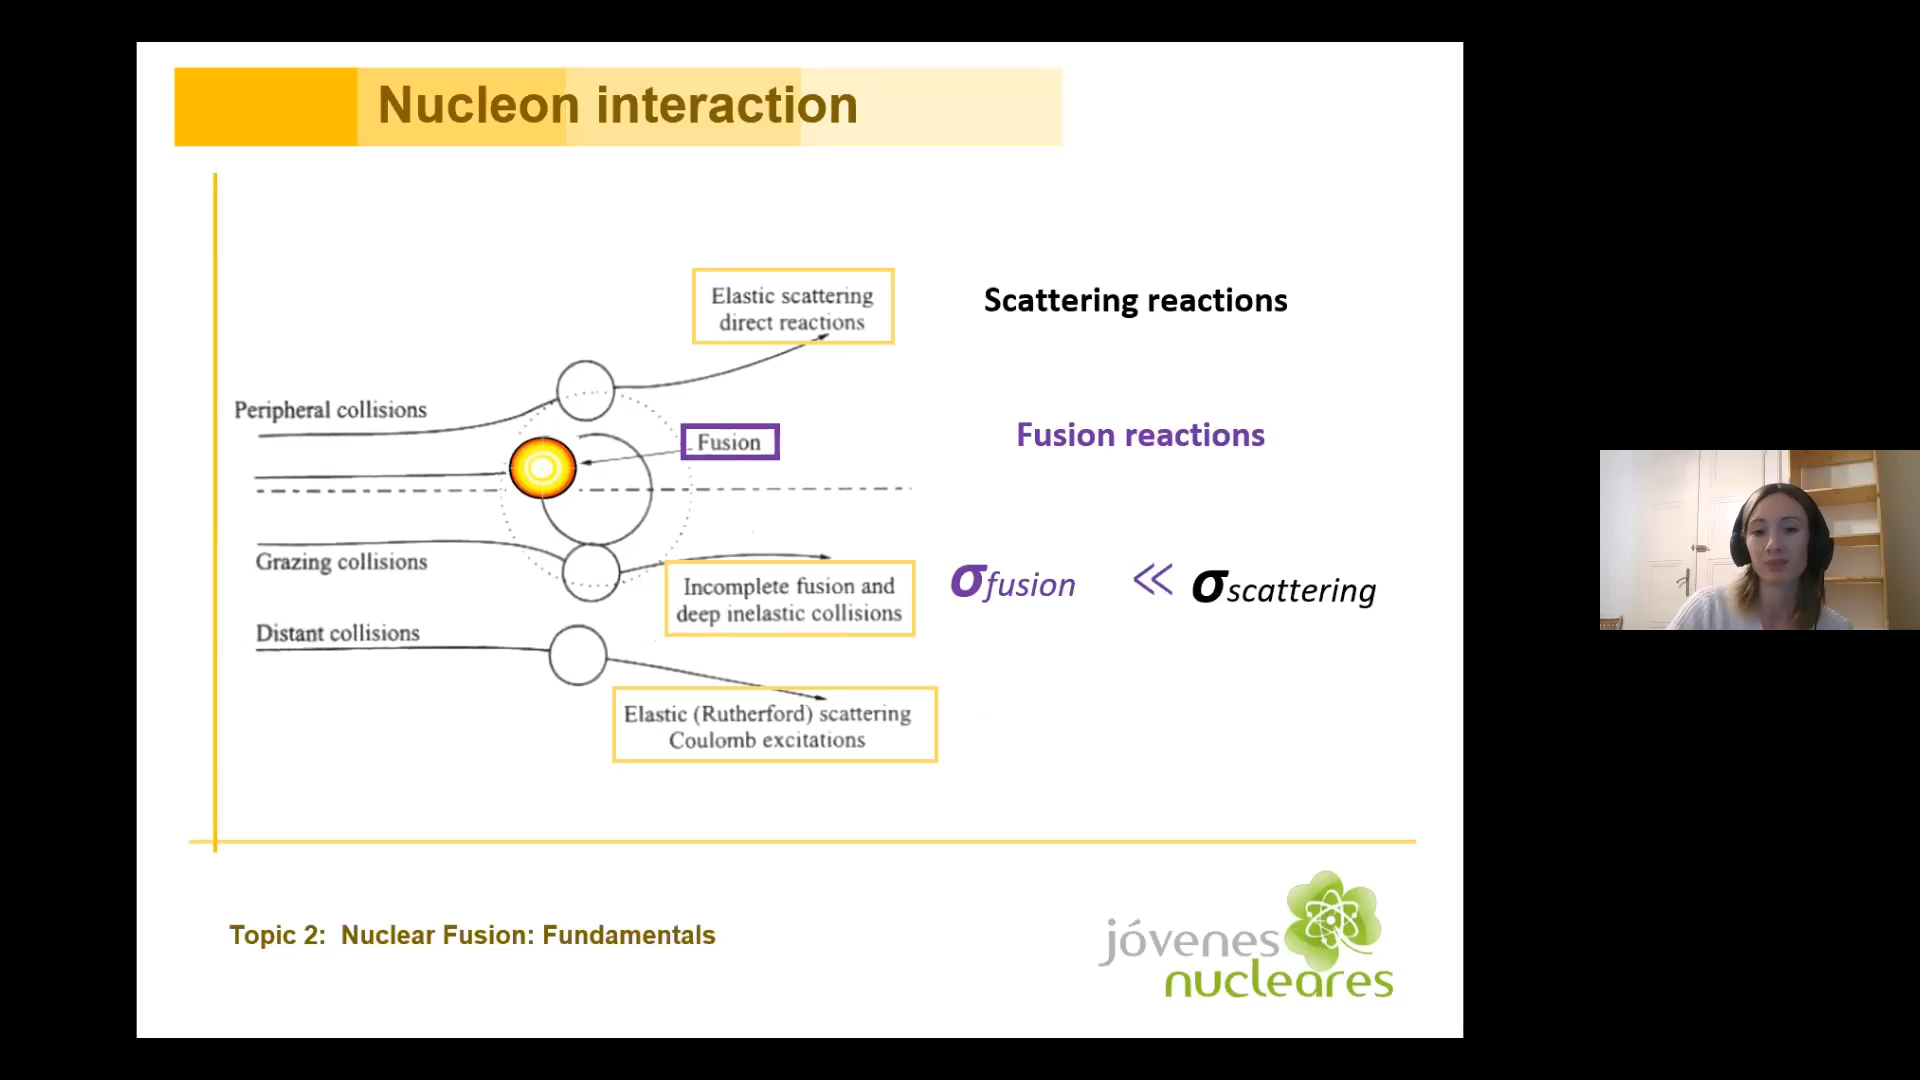 Nucleon interaction
Elastic scattering
direct reactions
Scattering reactions
Peripheral collisions
Fusion
Fusion reactions
Grazing collisions
Incomplete fusion and
deep inelastic collisions
σfusion << σscattering
Distant collisions
Elastic (Rutherford) scattering
Coulomb excitations
Topic 2: Nuclear Fusion: Fundamentals
jóvenes
nucleares